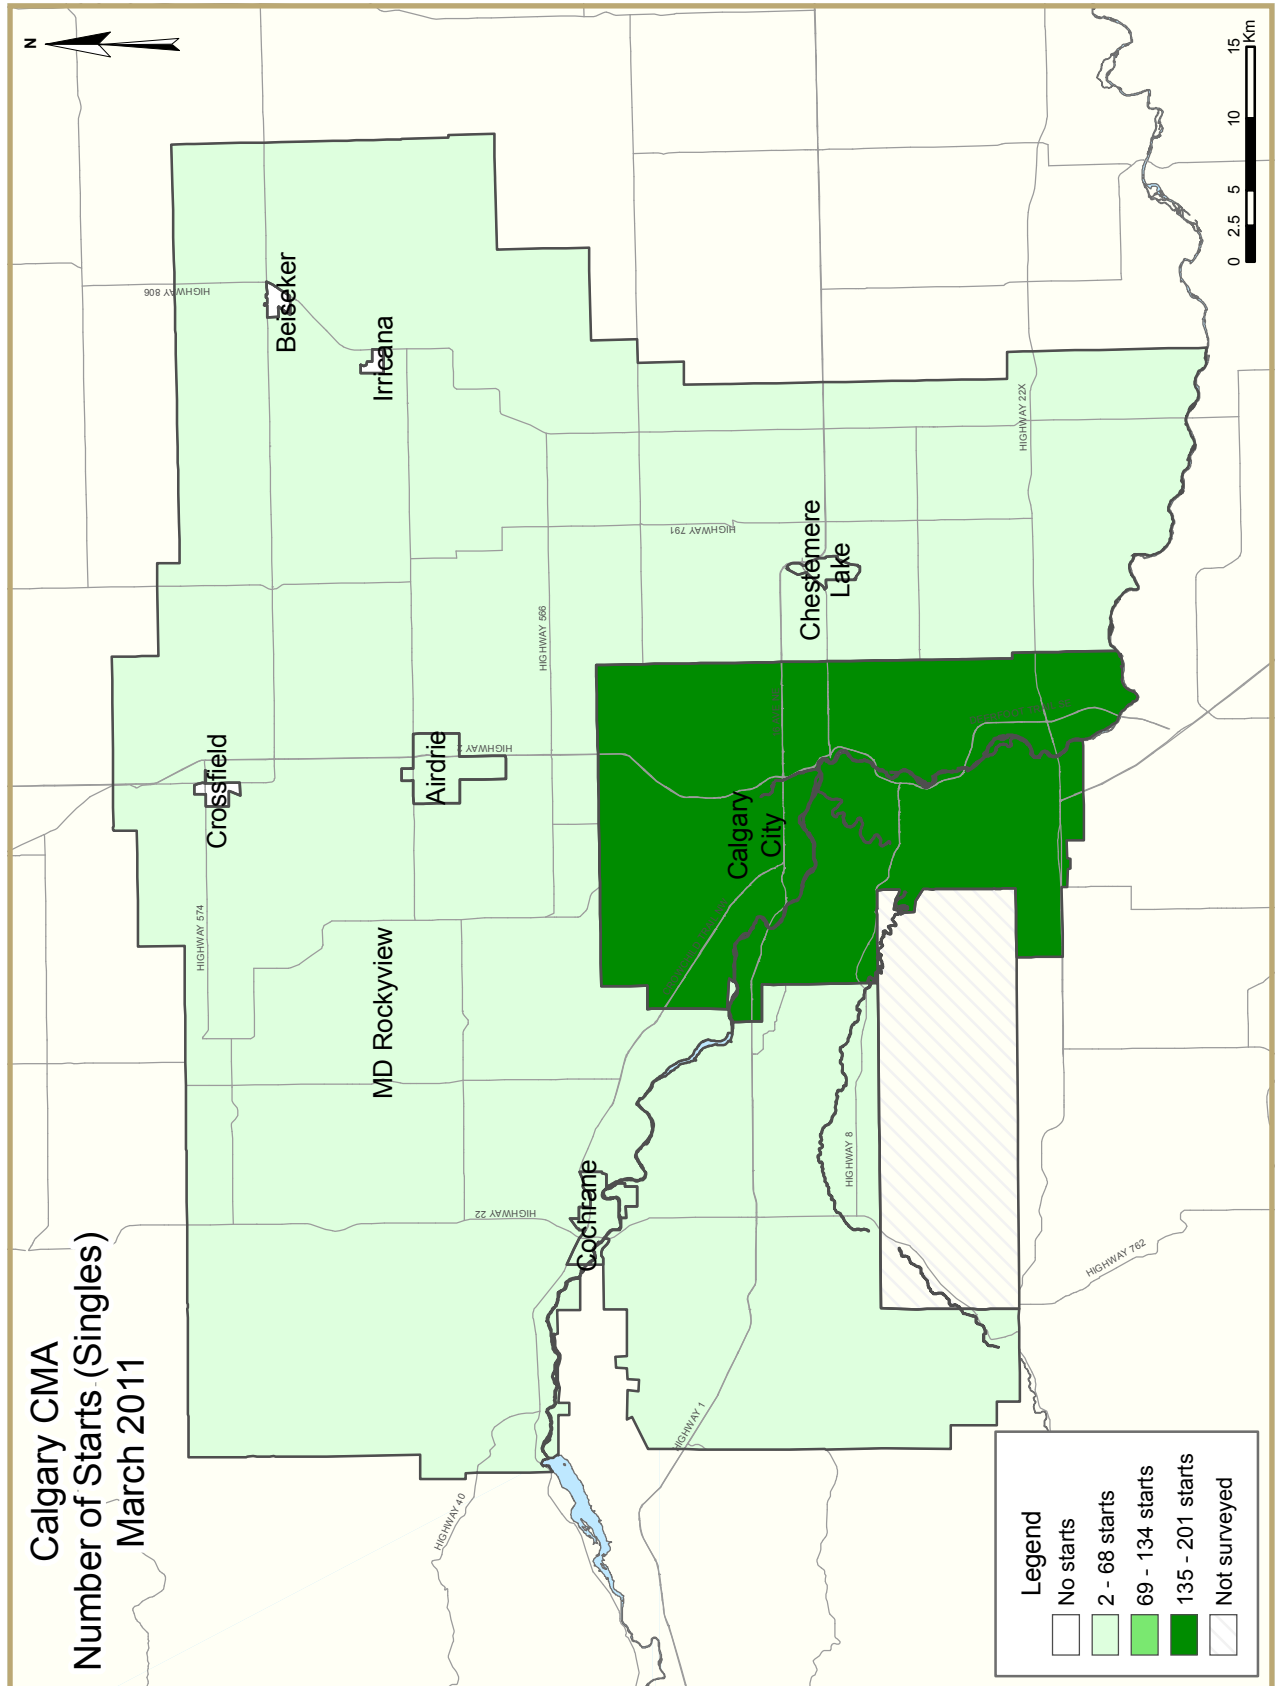 Calgary CMA
Number of Starts (Singles)
March 2011
N
HIGHWAY 806
Beiseker
Irricana
Crossfield
HIGHWAY 574
Airdrie
HIGHWAY 2
HIGHWAY 566
HIGHWAY 791
MD Rockyview
HIGHWAY 22
Cochrane
HIGHWAY 40
HIGHWAY 1
Calgary
City
Chestemere
Lake
HIGHWAY 22X
HIGHWAY 8
HIGHWAY 762
Legend
No starts
2 - 68 starts
69 - 134 starts
135 - 201 starts
Not surveyed
0 2.5 5 10 15
Km